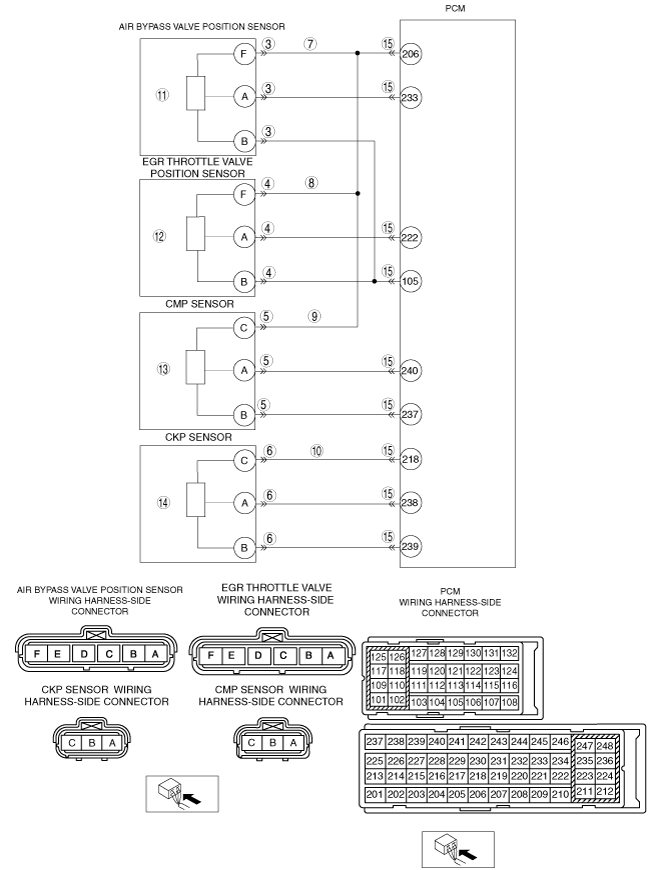 PCM
AIR BYPASS VALVE POSITION SENSOR
F 3 7 15 206
11 A 3 15 233
B 3
EGR THROTTLE VALVE
POSITION SENSOR
F 4 8
12 A 4 15 222
B 4 15 105
CMP SENSOR
C 5 9
13 A 5 15 240
B 5 15 237
CKP SENSOR
C 6 10 15 218
14 A 6 15 238
B 6 15 239
AIR BYPASS VALVE POSITION SENSOR
WIRING HARNESS-SIDE
CONNECTOR
F E D C B A
EGR THROTTLE VALVE
WIRING HARNESS-SIDE
CONNECTOR
F E D C B A
PCM
WIRING HARNESS-SIDE
CONNECTOR
125 126 127 128 129 130 131 132
117 118 119 120 121 122 123 124
109 110 111 112 113 114 115 116
101 102 103 104 105 106 107 108
CKP SENSOR WIRING
HARNESS-SIDE CONNECTOR
C B A
CMP SENSOR WIRING
HARNESS-SIDE CONNECTOR
C B A
237 238 239 240 241 242 243 244 245 246 247 248
225 226 227 228 229 230 231 232 233 234 235 236
213 214 215 216 217 218 219 220 221 222 223 224
201 202 203 204 205 206 207 208 209 210 211 212